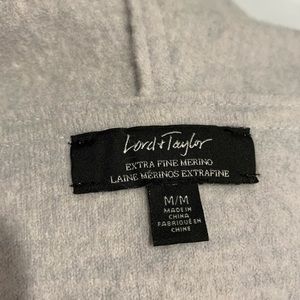 Lord + Taylor
EXTRA FINE MERINO
LAINE MÉRINOS EXTRAFINE
M/M
MADE IN
CHINA
FABRIQUÉ EN
CHINE